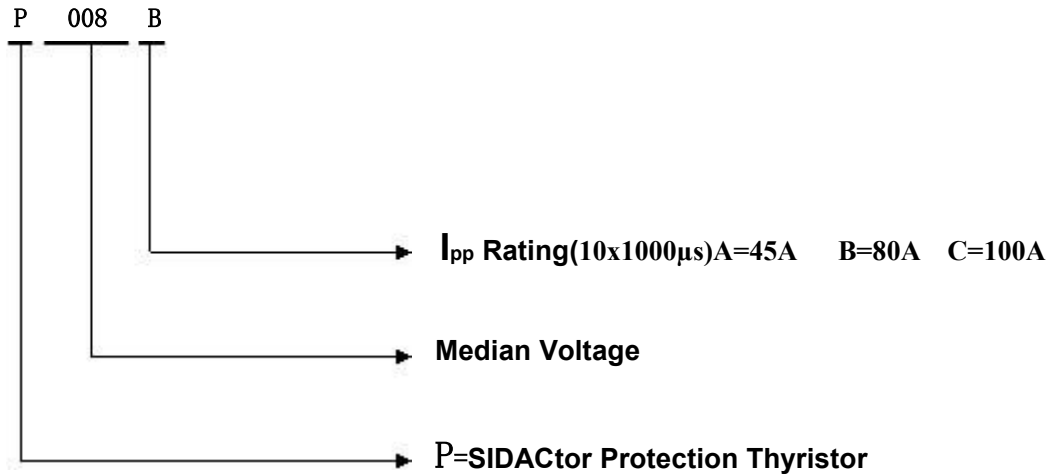 P 008 B
Ipp Rating(10x1000µs)A=45A B=80A C=100A
Median Voltage
P=SIDACtor Protection Thyristor